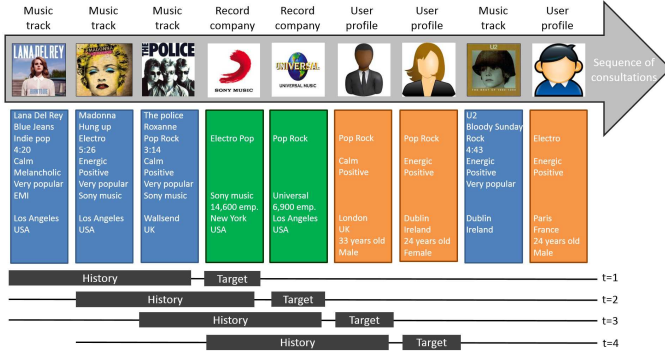 Music track
Music track
Music track
Record company
Record company
User profile
User profile
Music track
User profile
LANA DEL REY
MADONNA
THE POLICE
SONY MUSIC
UNIVERSAL
UNIVERSAL MUSIC
U2
Sequence of
consultations
Lana Del Rey
Blue Jeans
Indie pop
4:20
Calm
Melancholic
Very popular
EMI
Los Angeles
USA
Madonna
Hung up
Electro
5:26
Energic
Positive
Very popular
Sony music
Los Angeles
USA
The police
Roxanne
Pop Rock
3:14
Calm
Positive
Very popular
Sony music
Wallsend
UK
Electro Pop
Sony music
14,600 emp.
New York
USA
Pop Rock
Universal
6,900 emp.
Los Angeles
USA
Pop Rock
Calm
Positive
London
UK
33 years old
Male
Pop Rock
Energic
Positive
Dublin
Ireland
24 years old
Female
U2
Bloody Sunday
Rock
4:43
Energic
Positive
Very popular
Dublin
Ireland
Electro
Energic
Positive
Paris
France
24 years old
Male
History Target t=1
History Target t=2
History Target t=3
History Target t=4